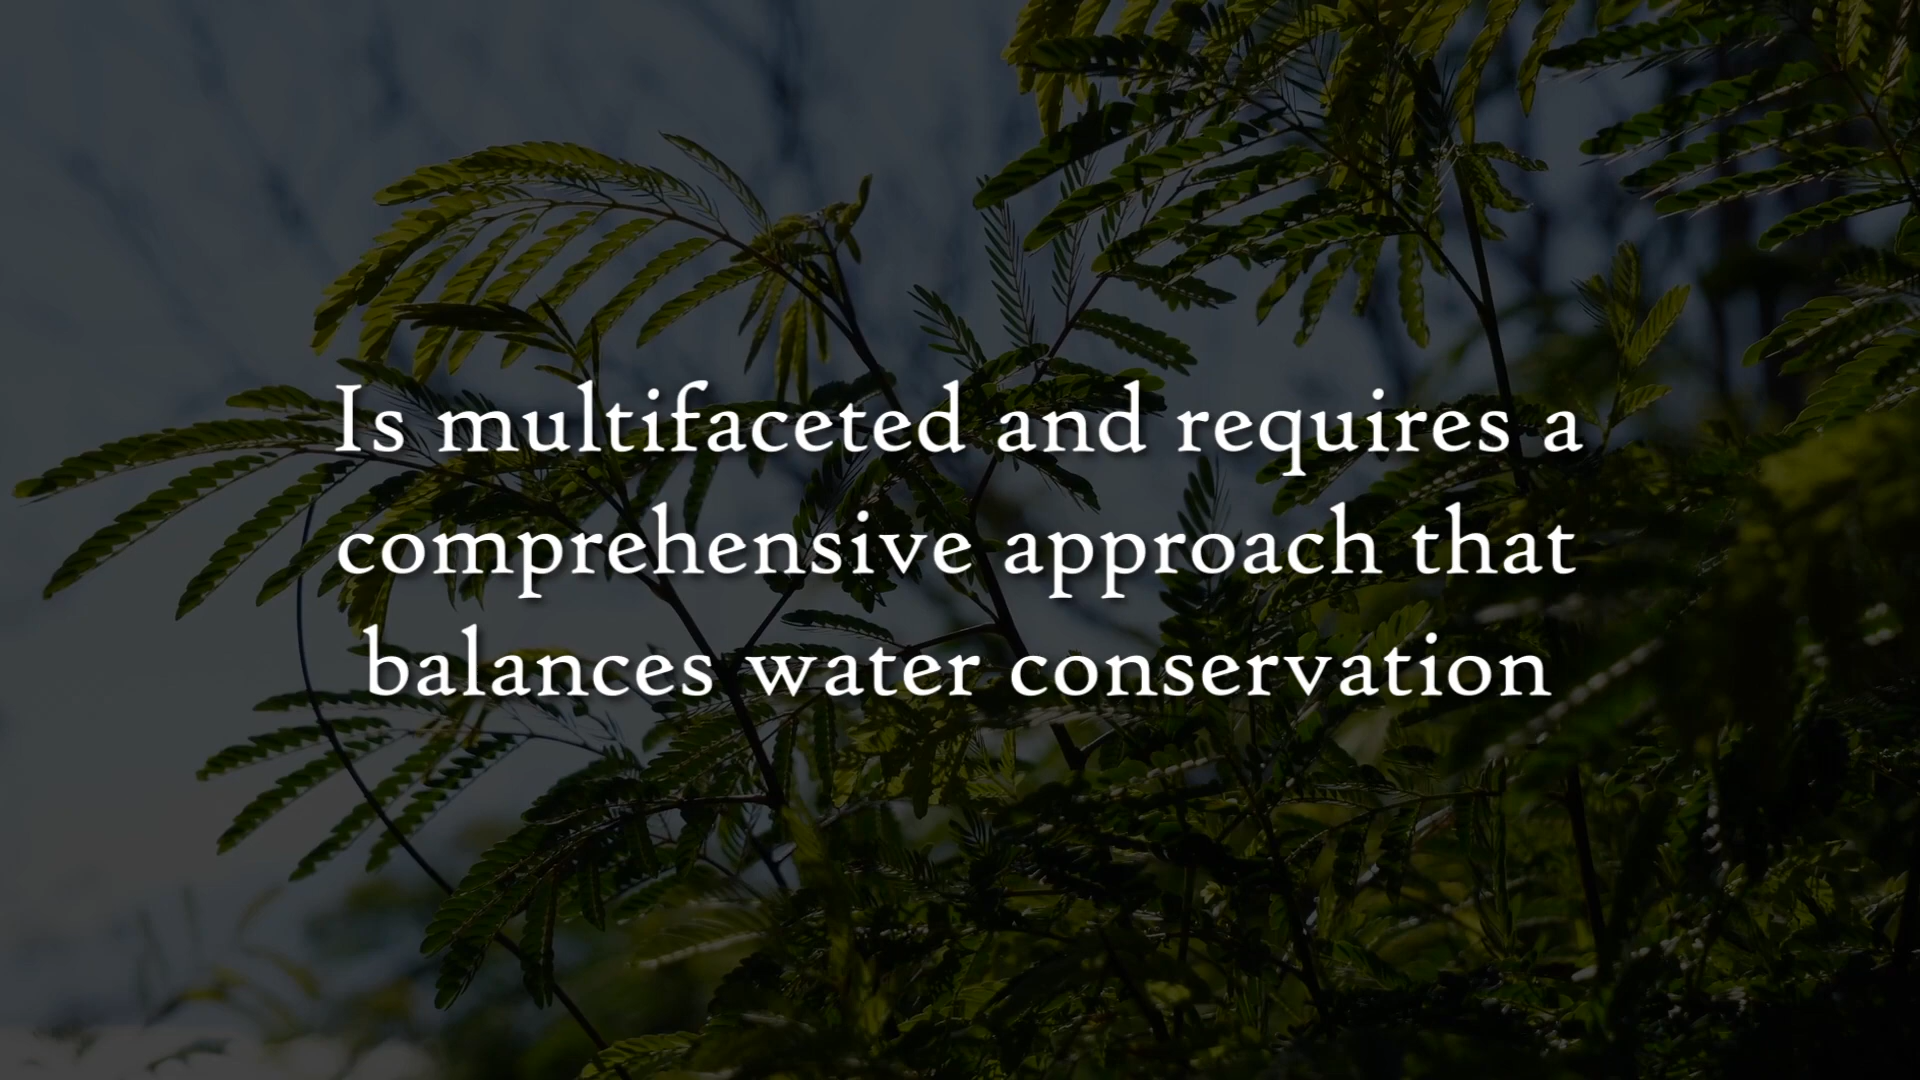 Is multifaceted and requires a
comprehensive approach that
balances water conservation